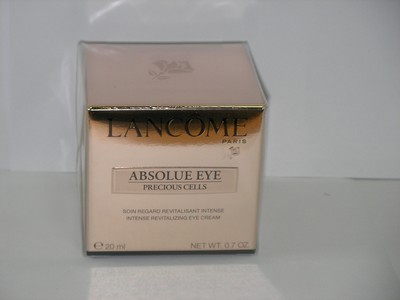 LANCÔME
PARIS
ABSOLUE EYE
PRECIOUS CELLS
SOIN REGARD REVITALISANT INTENSE
INTENSE REVITALIZING EYE CREAM
℮ 20 ml NET WT. 0.7 OZ.